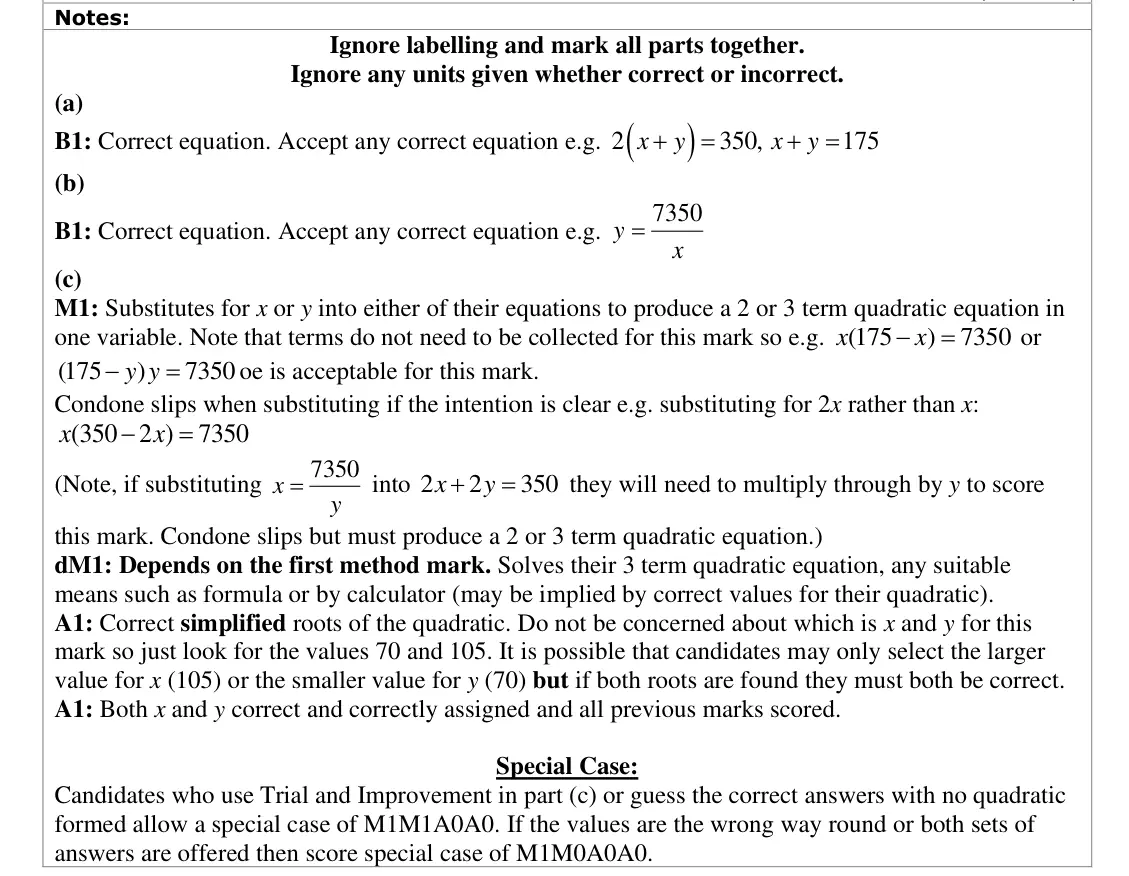 Notes:
Ignore labelling and mark all parts together.
Ignore any units given whether correct or incorrect.
(a)
B1: Correct equation. Accept any correct equation e.g. 2(x + y) = 350, x + y = 175
(b)
B1: Correct equation. Accept any correct equation e.g. y = 7350/x
(c)
M1: Substitutes for x or y into either of their equations to produce a 2 or 3 term quadratic equation in
one variable. Note that terms do not need to be collected for this mark so e.g. x(175 − x) = 7350 or
(175 − y)y = 7350 oe is acceptable for this mark.
Condone slips when substituting if the intention is clear e.g. substituting for 2x rather than x:
x(350 − 2x) = 7350
(Note, if substituting x = 7350/y into 2x + 2y = 350 they will need to multiply through by y to score
this mark. Condone slips but must produce a 2 or 3 term quadratic equation.)
dM1: Depends on the first method mark. Solves their 3 term quadratic equation, any suitable
means such as formula or by calculator (may be implied by correct values for their quadratic).
A1: Correct simplified roots of the quadratic. Do not be concerned about which is x and y for this
mark so just look for the values 70 and 105. It is possible that candidates may only select the larger
value for x (105) or the smaller value for y (70) but if both roots are found they must both be correct.
A1: Both x and y correct and correctly assigned and all previous marks scored.
Special Case:
Candidates who use Trial and Improvement in part (c) or guess the correct answers with no quadratic
formed allow a special case of M1M1A0A0. If the values are the wrong way round or both sets of
answers are offered then score special case of M1M0A0A0.